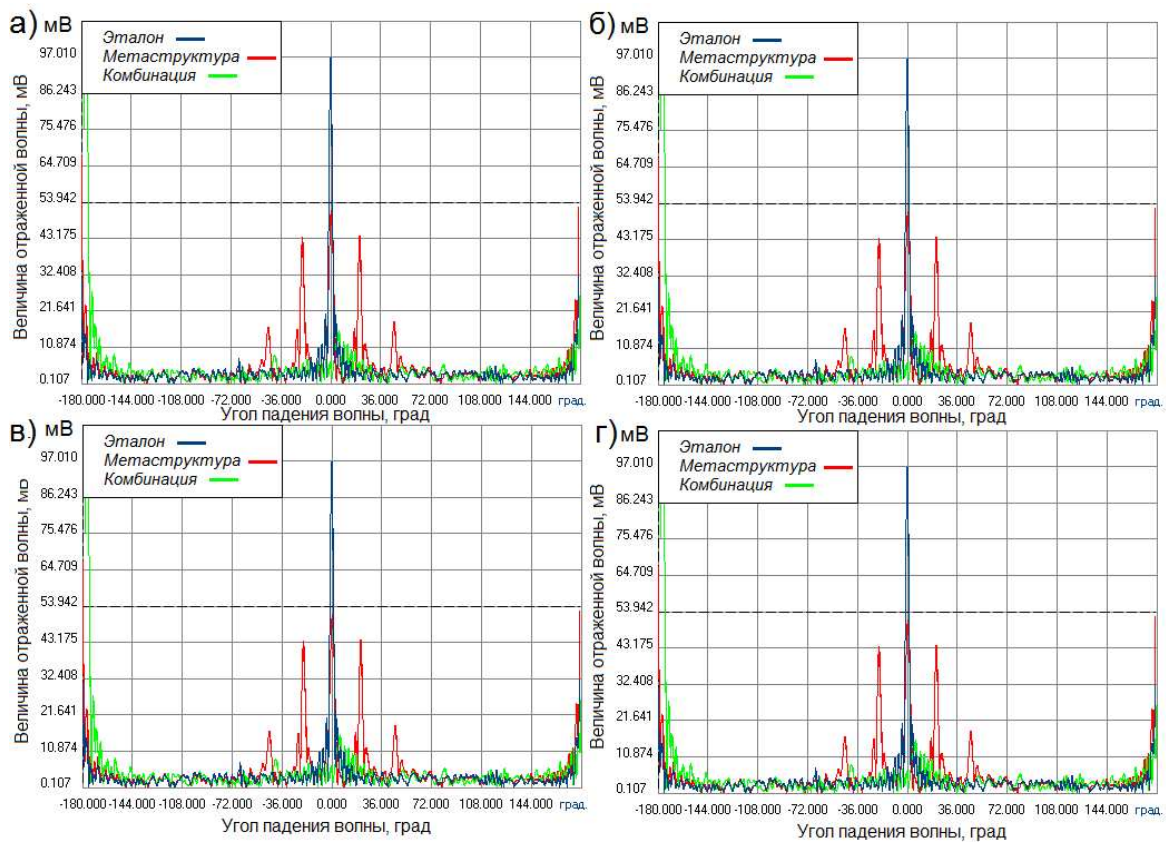 а) мВ
Эталон
Метаструктура
Комбинация
Величина отраженной волны, мВ
97.010
86.243
75.476
64.709
53.942
43.175
32.408
21.641
10.874
0.107
-180.000 -144.000 -108.000 -72.000 -36.000 0.000 36.000 72.000 108.000 144.000 град.
Угол падения волны, град
б) мВ
Эталон
Метаструктура
Комбинация
Величина отраженной волны, мВ
97.010
86.243
75.476
64.709
53.942
43.175
32.408
21.641
10.874
0.107
-180.000 -144.000 -108.000 -72.000 -36.000 0.000 36.000 72.000 108.000 144.000 град.
Угол падения волны, град
в) мВ
Эталон
Метаструктура
Комбинация
Величина отраженной волны, мВ
97.010
86.243
75.476
64.709
53.942
43.175
32.408
21.641
10.874
0.107
-180.000 -144.000 -108.000 -72.000 -36.000 0.000 36.000 72.000 108.000 144.000 град.
Угол падения волны, град
г) мВ
Эталон
Метаструктура
Комбинация
Величина отраженной волны, мВ
97.010
86.243
75.476
64.709
53.942
43.175
32.408
21.641
10.874
0.107
-180.000 -144.000 -108.000 -72.000 -36.000 0.000 36.000 72.000 108.000 144.000 град.
Угол падения волны, град